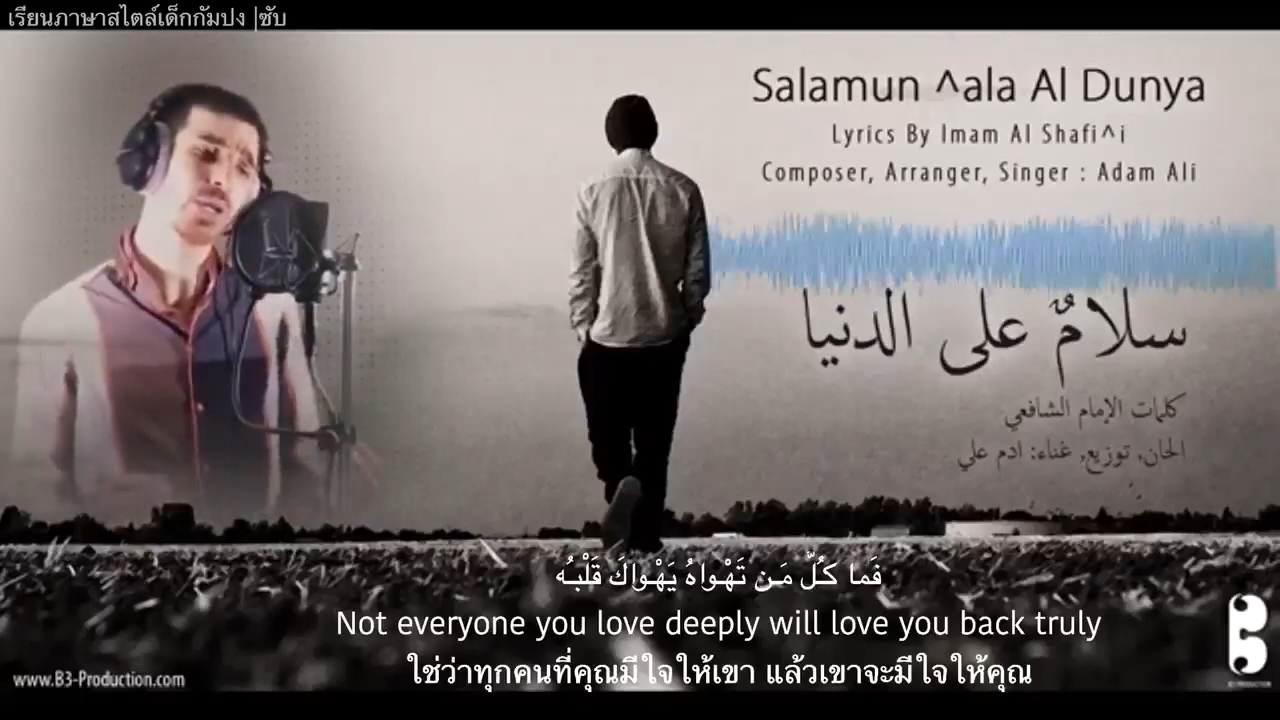 เรียนภาษาสไตล์เด็กกัมปง |ซับ
Salamun ^ala Al Dunya
Lyrics By Imam Al Shafi^i
Composer, Arranger, Singer : Adam Ali
سلامٌ على الدنيا
كلمات الإمام الشافعي
الحان, توزيع, غناء: ادم علي
فَما كُلّ مَن تَهْواهُ يَهْواكَ قَلْبُه
Not everyone you love deeply will love you back truly
ใช่ว่าทุกคนที่คุณมีใจให้เขา แล้วเขาจะมีใจให้คุณ
www.B3-Production.com